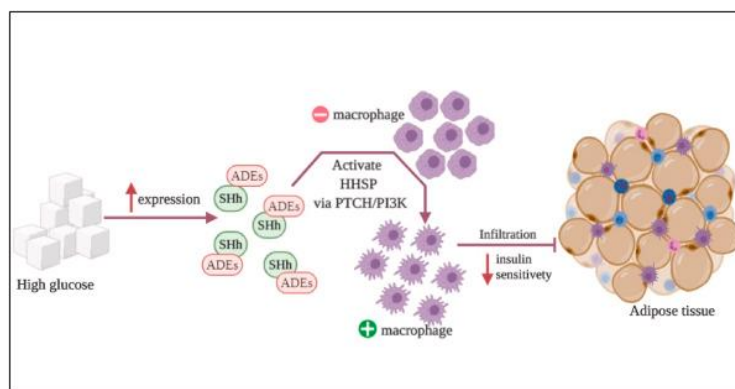 High glucose
expression
ADEs
SHh
ADEs
SHh
SHh
ADEs
SHh
ADEs
macrophage
Activate
HHSP
via PTCH/PI3K
macrophage
Infiltration
insulin
sensitivety
Adipose tissue